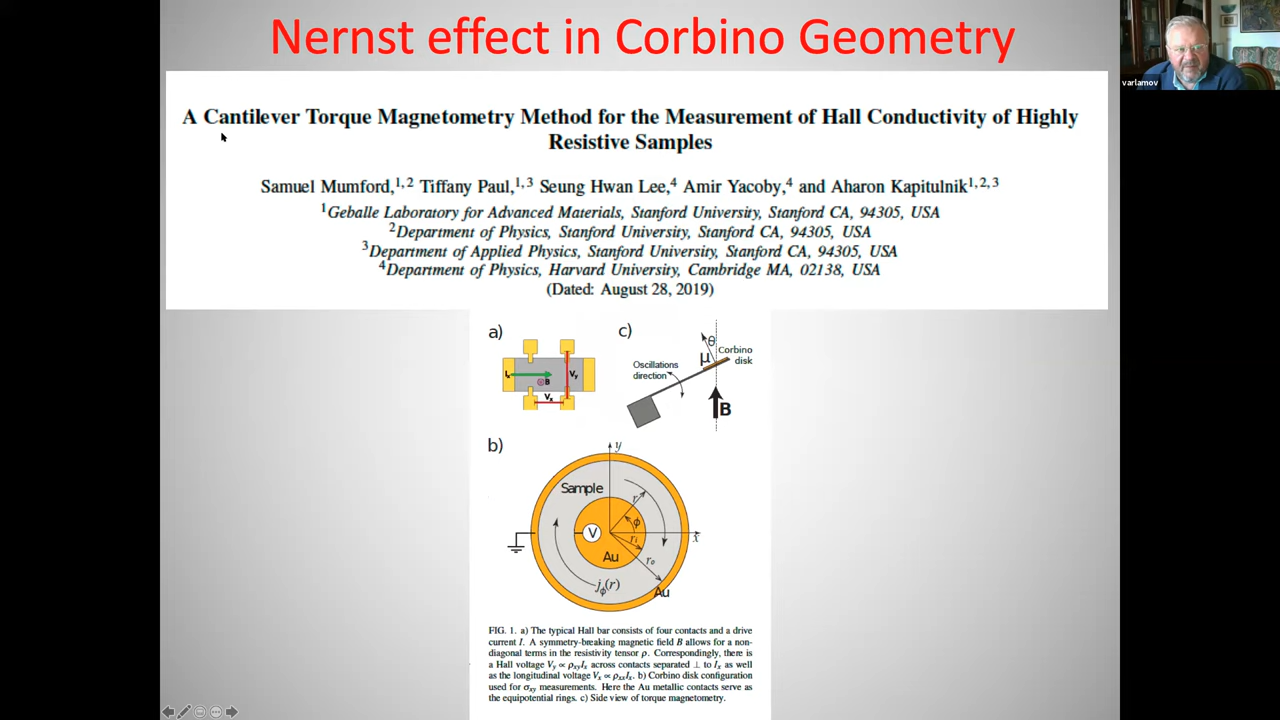 Nernst effect in Corbino Geometry
varlamov
A Cantilever Torque Magnetometry Method for the Measurement of Hall Conductivity of Highly
Resistive Samples
Samuel Mumford,1,2 Tiffany Paul,1,3 Seung Hwan Lee,4 Amir Yacoby,4 and Aharon Kapitulnik1,2,3
1Geballe Laboratory for Advanced Materials, Stanford University, Stanford CA, 94305, USA
2Department of Physics, Stanford University, Stanford CA, 94305, USA
3Department of Applied Physics, Stanford University, Stanford CA, 94305, USA
4Department of Physics, Harvard University, Cambridge MA, 02138, USA
(Dated: August 28, 2019)
a)
Ix
B
Vy
Vx
c)
θ
μ
Corbino
disk
Oscillations
direction
B
b)
y
Sample
r
ϕ
V
ri
x
Au
ro
jϕ(r)
Au
FIG. 1. a) The typical Hall bar consists of four contacts and a drive
current I. A symmetry-breaking magnetic field B allows for a non-
diagonal terms in the resistivity tensor ρ. Correspondingly, there is
a Hall voltage Vy ∝ ρxyIx across contacts separated ⊥ to Ix as well
as the longitudinal voltage Vx ∝ ρxxIx. b) Corbino disk configuration
used for σxy measurements. Here the Au metallic contacts serve as
the equipotential rings. c) Side view of torque magnetometry.